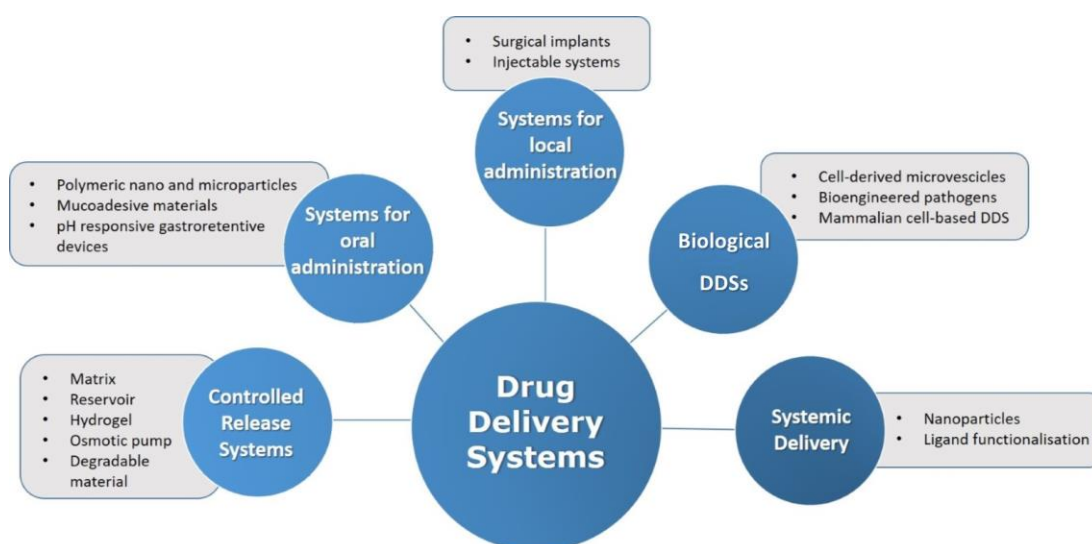 • Surgical implants
• Injectable systems
Systems for
local
administration
• Polymeric nano and microparticles
• Mucoadesive materials
• pH responsive gastroretentive
devices
Systems for
oral
administration
• Cell-derived microvescicles
• Bioengineered pathogens
• Mammalian cell-based DDS
Biological
DDSs
• Matrix
• Reservoir
• Hydrogel
• Osmotic pump
• Degradable
material
Controlled
Release
Systems
Drug
Delivery
Systems
Systemic
Delivery
• Nanoparticles
• Ligand functionalisation